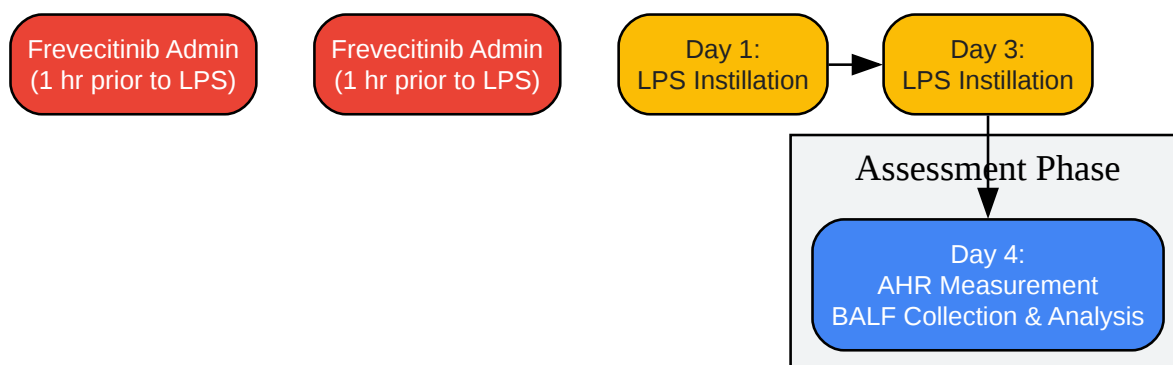 Frevecitinib Admin
(1 hr prior to LPS)
Frevecitinib Admin
(1 hr prior to LPS)
Day 1:
LPS Instillation
Day 3:
LPS Instillation
Assessment Phase
Day 4:
AHR Measurement
BALF Collection & Analysis